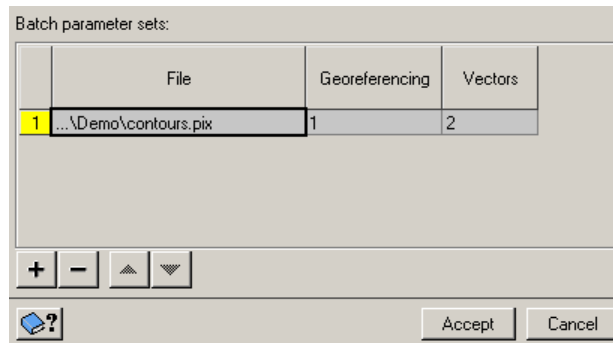 Batch parameter sets:
File Georeferencing Vectors
1 ...\Demo\contours.pix 1 2
+ -
? Accept Cancel